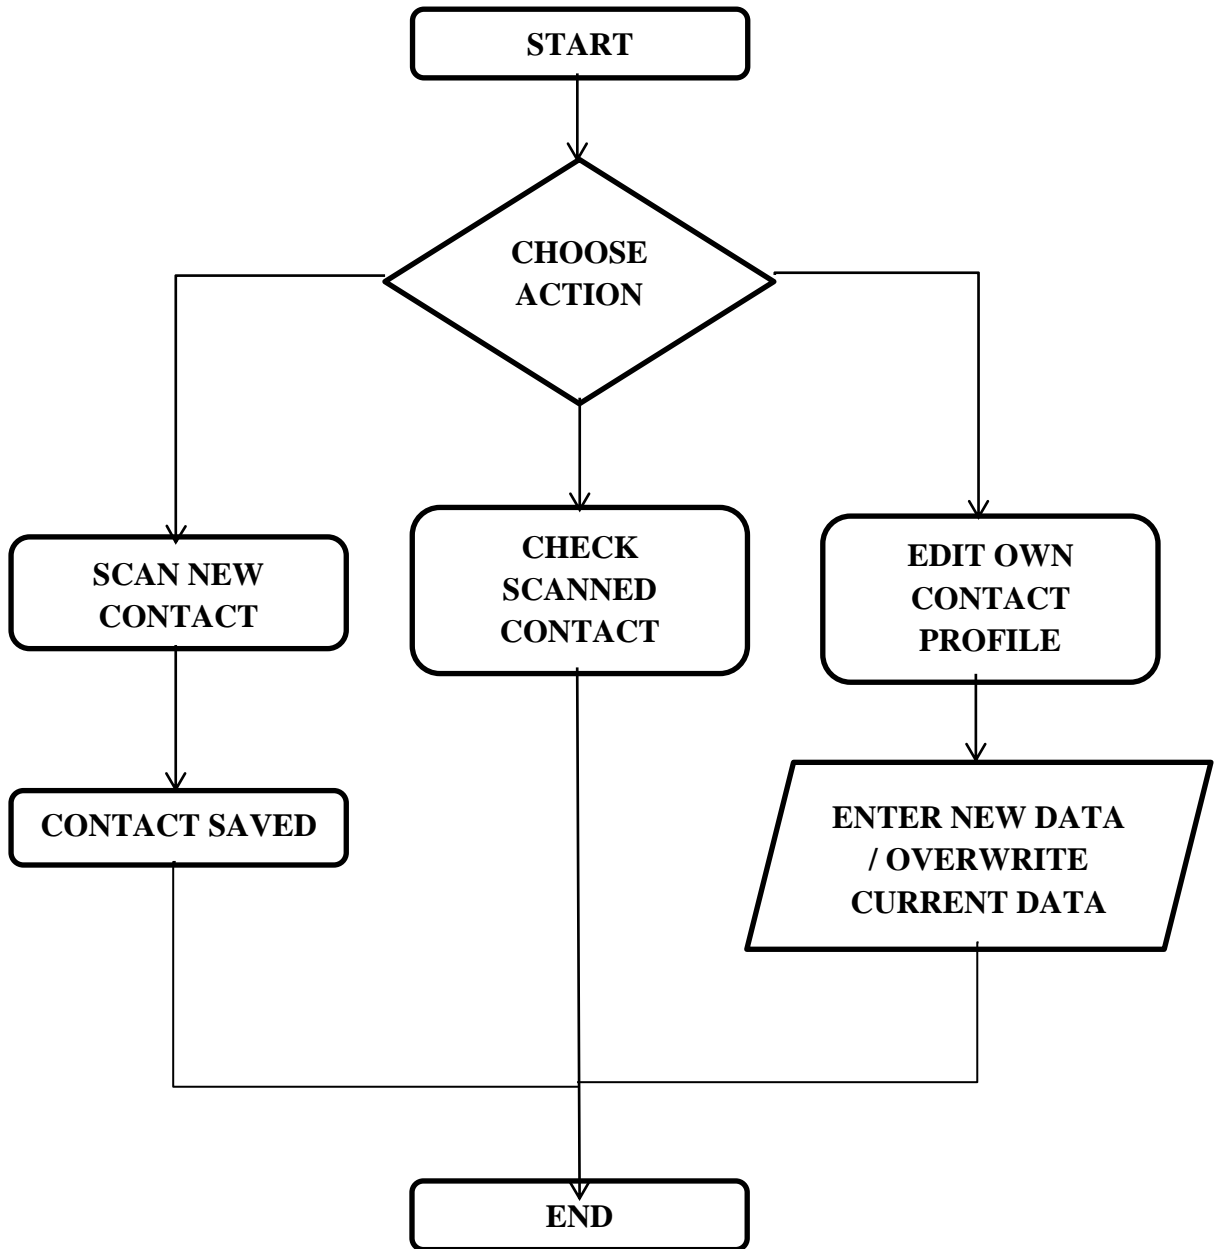 START
CHOOSE
ACTION
SCAN NEW
CONTACT
CHECK
SCANNED
CONTACT
EDIT OWN
CONTACT
PROFILE
CONTACT SAVED
ENTER NEW DATA
/ OVERWRITE
CURRENT DATA
END